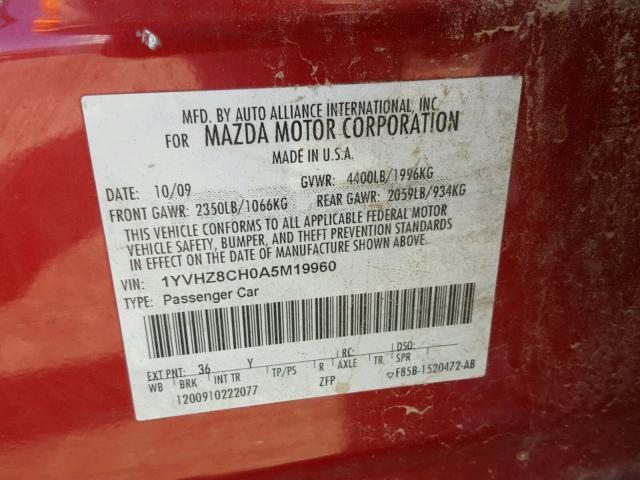 MFD. BY AUTO ALLIANCE INTERNATIONAL, INC.
FOR MAZDA MOTOR CORPORATION
MADE IN U.S.A.
DATE: 10/09 GVWR: 4400LB/1996KG
FRONT GAWR: 2350LB/1066KG REAR GAWR: 2059LB/934KG
THIS VEHICLE CONFORMS TO ALL APPLICABLE FEDERAL MOTOR
VEHICLE SAFETY, BUMPER, AND THEFT PREVENTION STANDARDS
IN EFFECT ON THE DATE OF MANUFACTURE SHOWN ABOVE.
VIN: 1YVHZ8CH0A5M19960
TYPE: Passenger Car
EXT PNT: 36 Y RC: DSO:
WB BRK INT TR TP/PS R AXLE TR SPR
1200910222077 ZFP F85B-1520472-AB